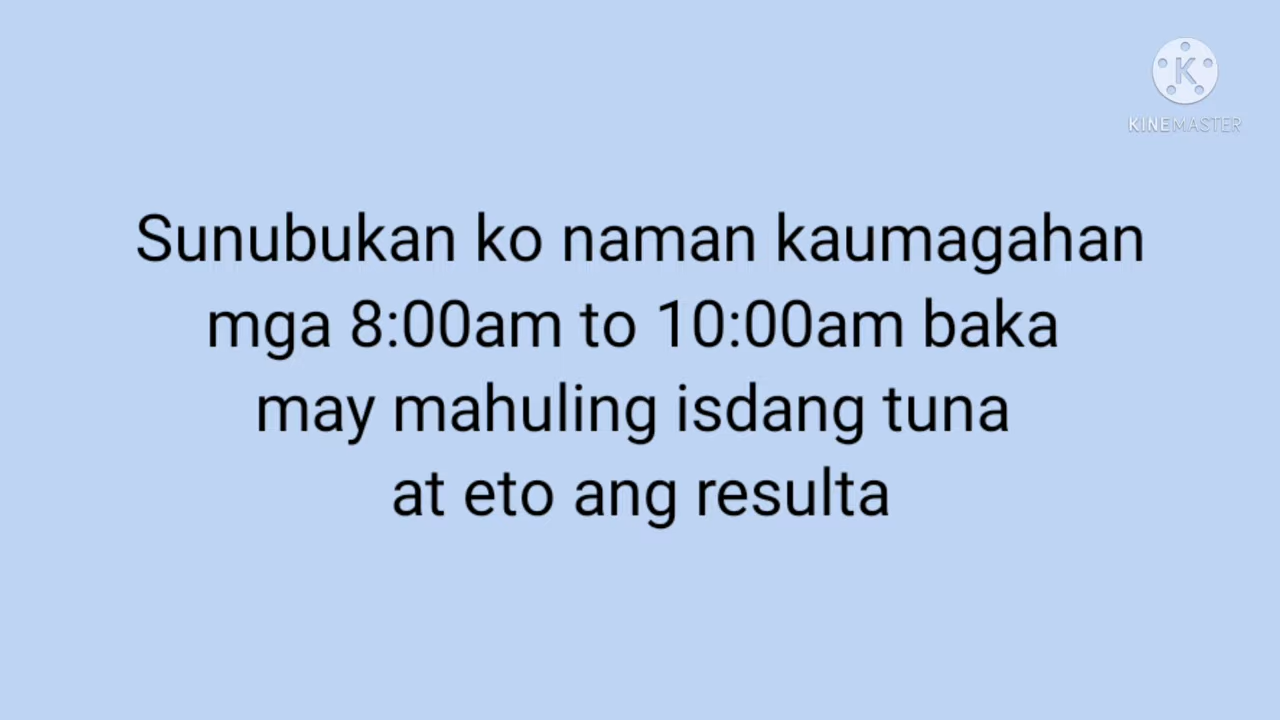 KINEMASTER
Sunubukan ko naman kaumagahan
mga 8:00am to 10:00am baka
may mahuling isdang tuna
at eto ang resulta